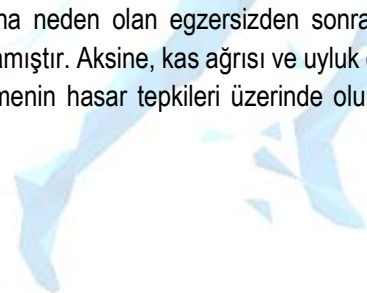 na neden olan egzersizden sonra
amıştır. Aksine, kas ağrısı ve uyluk
menin hasar tepkileri üzerinde olu